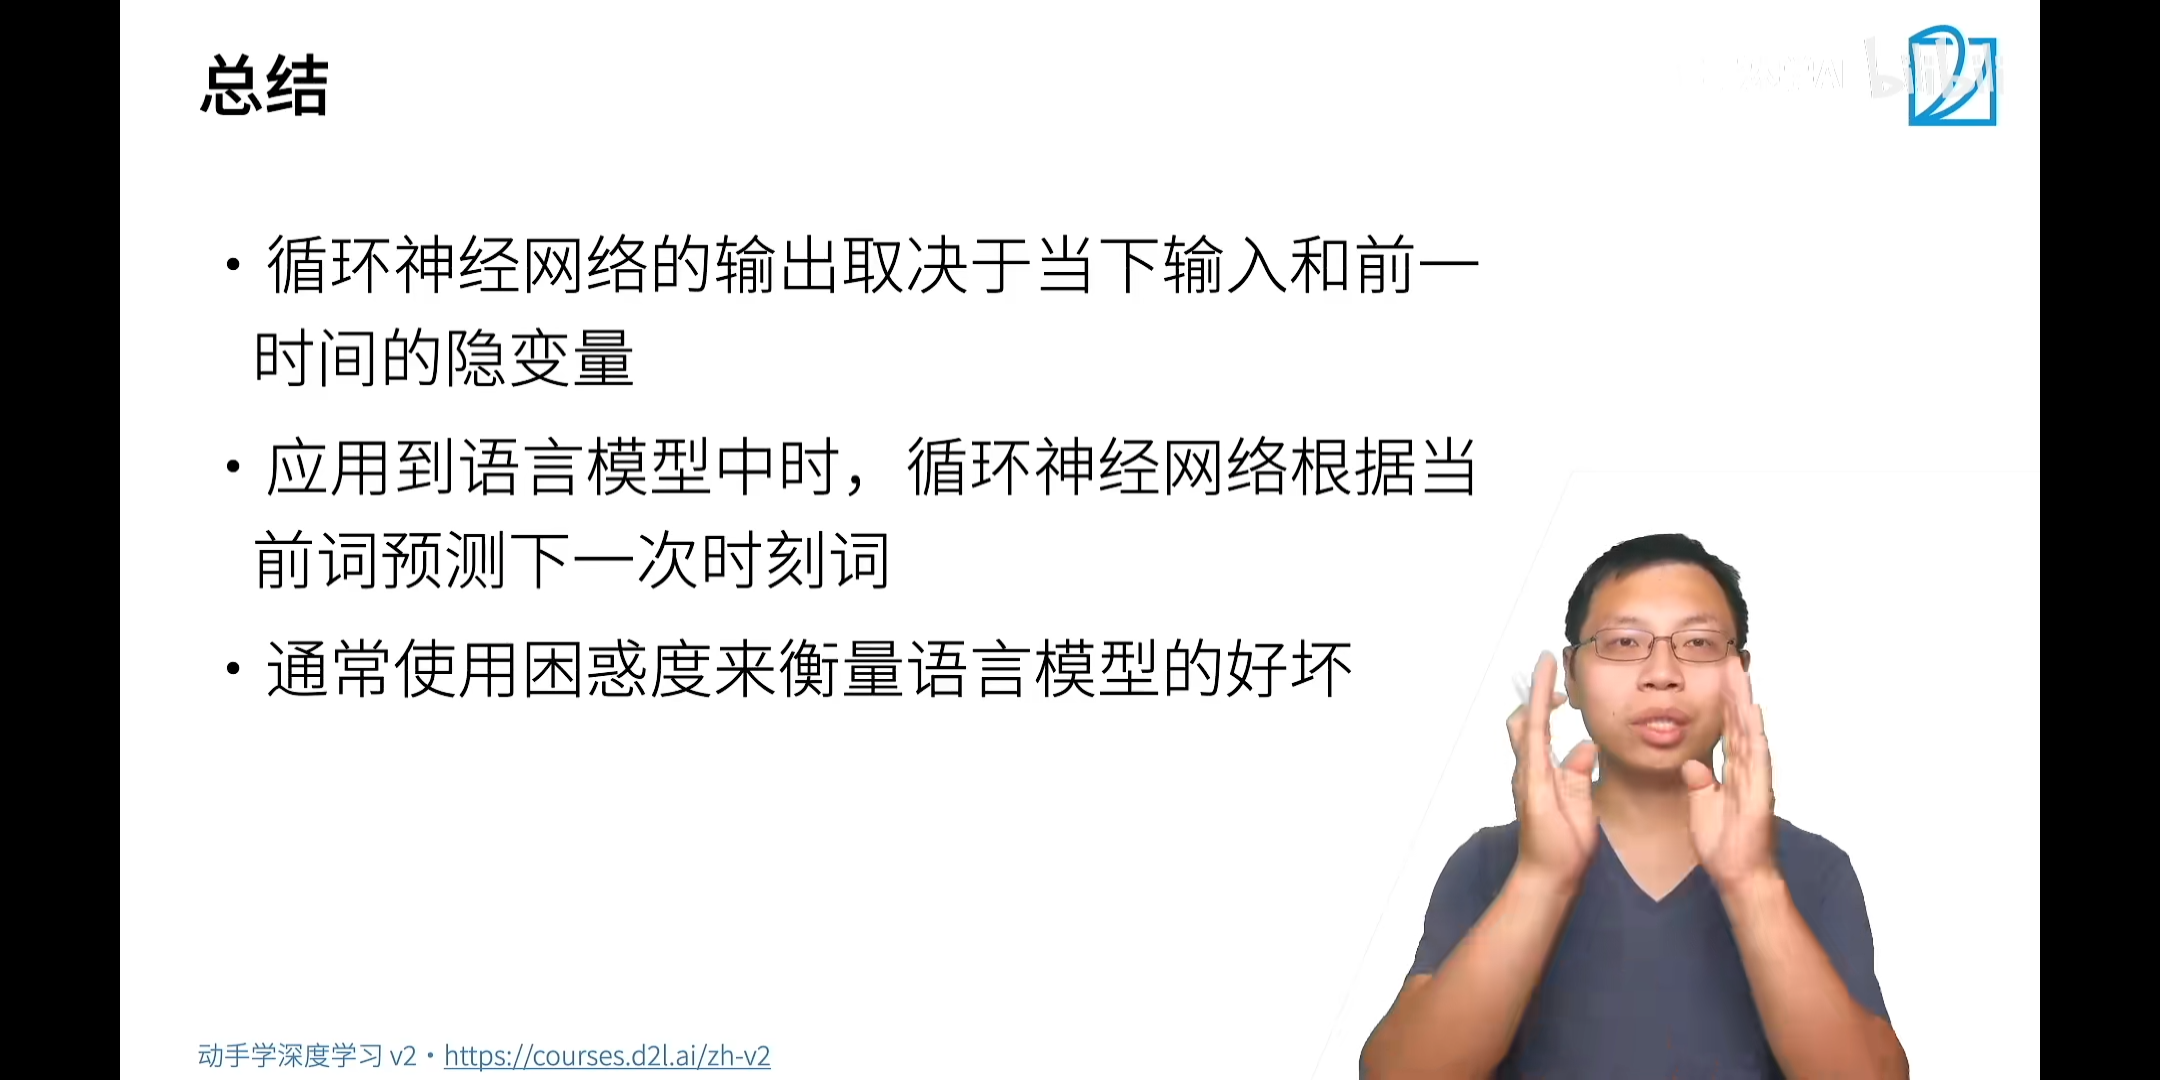 总结
• 循环神经网络的输出取决于当下输入和前一
时间的隐变量
• 应用到语言模型中时，循环神经网络根据当
前词预测下一次时刻词
• 通常使用困惑度来衡量语言模型的好坏
动手学深度学习 v2 • https://courses.d2l.ai/zh-v2
bilibili